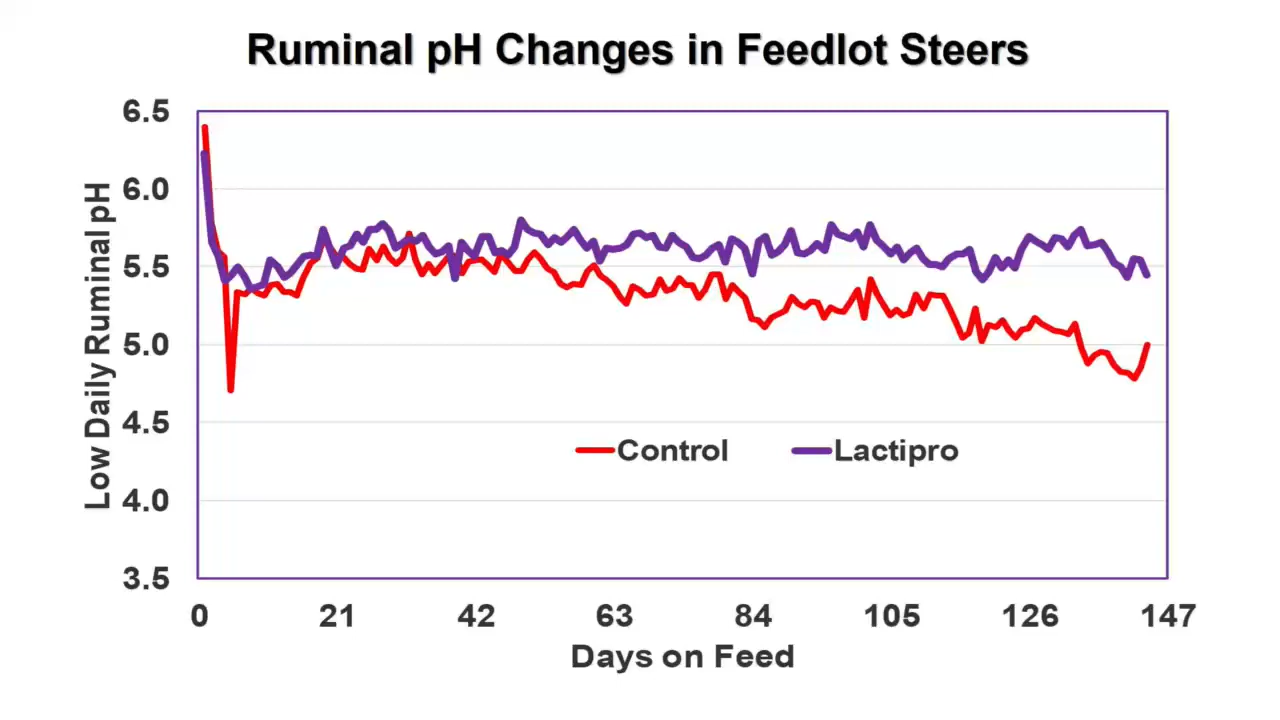 Ruminal pH Changes in Feedlot Steers
Low Daily Ruminal pH
6.5
6.0
5.5
5.0
4.5
4.0
3.5
Control Lactipro
0 21 42 63 84 105 126 147
Days on Feed